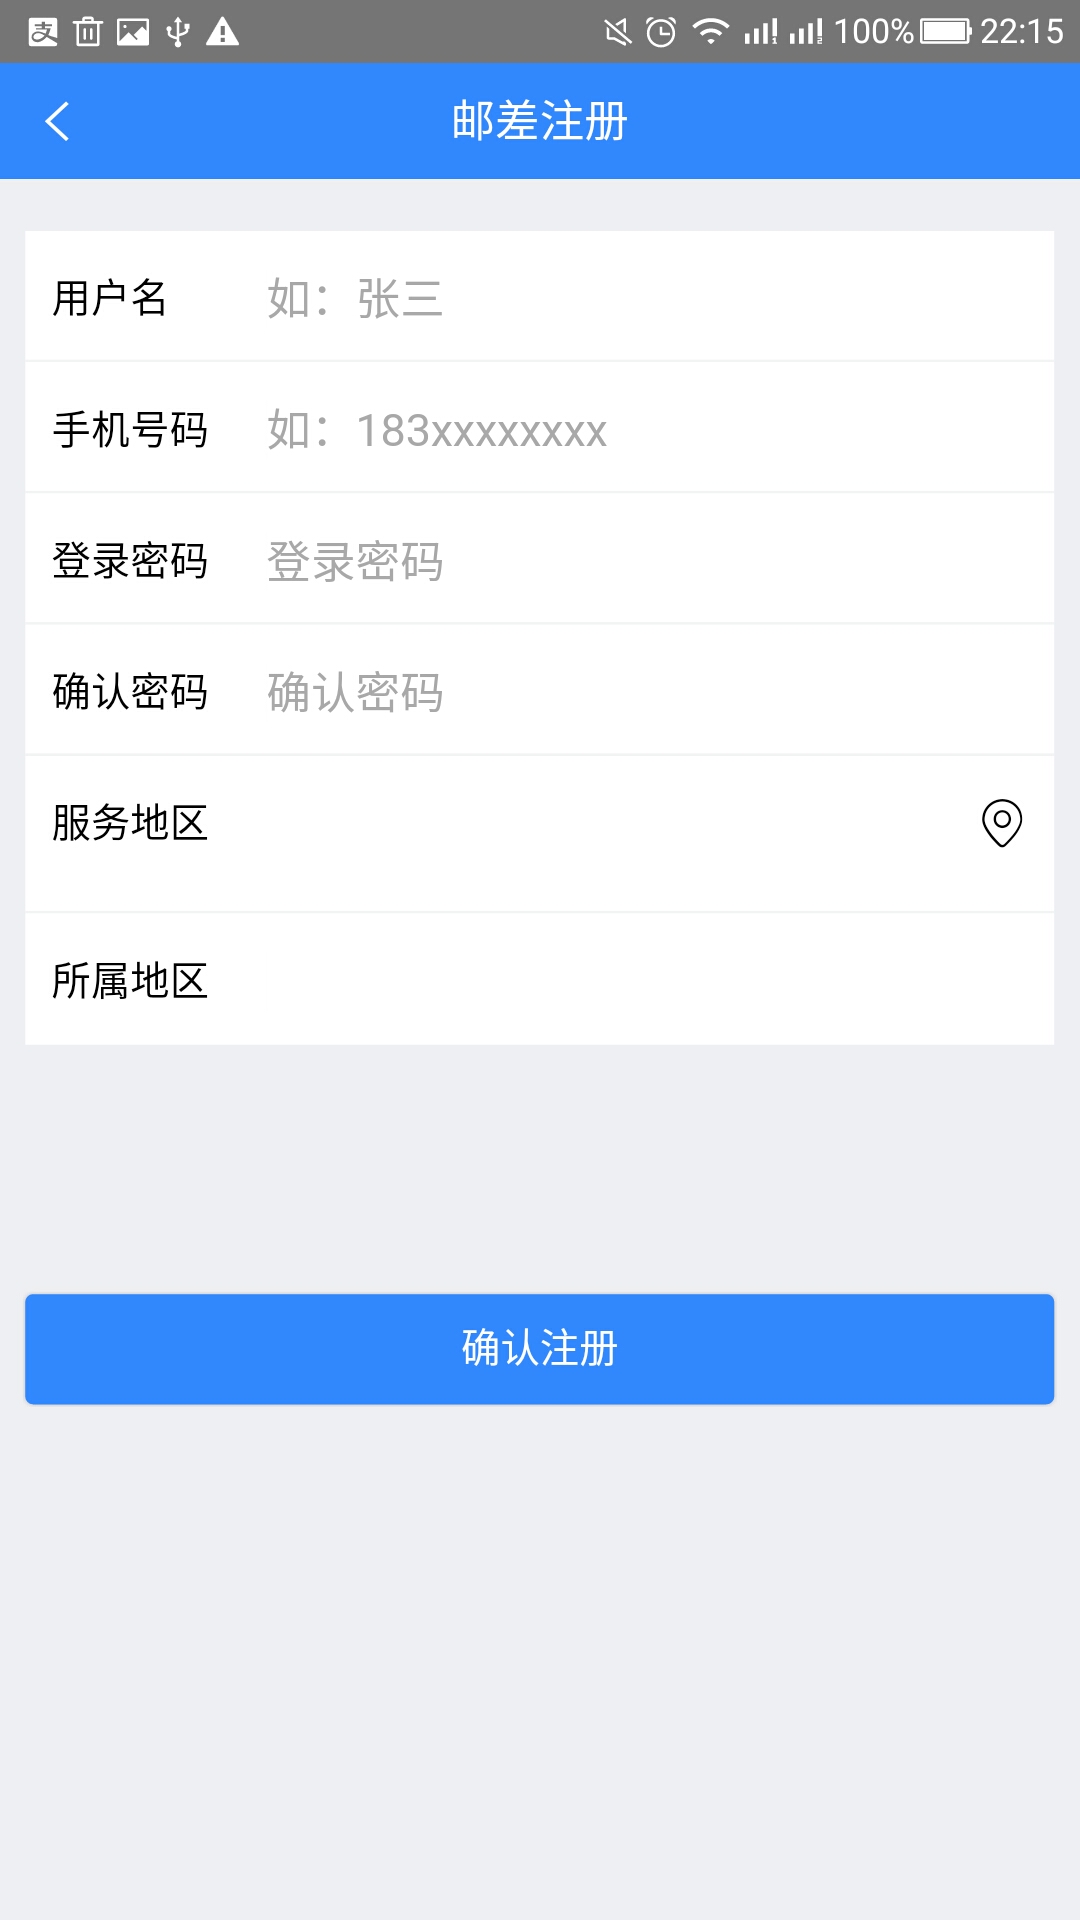 支 100% 22:15
邮差注册
用户名 如：张三
手机号码 如：183xxxxxxxx
登录密码 登录密码
确认密码 确认密码
服务地区
所属地区
确认注册